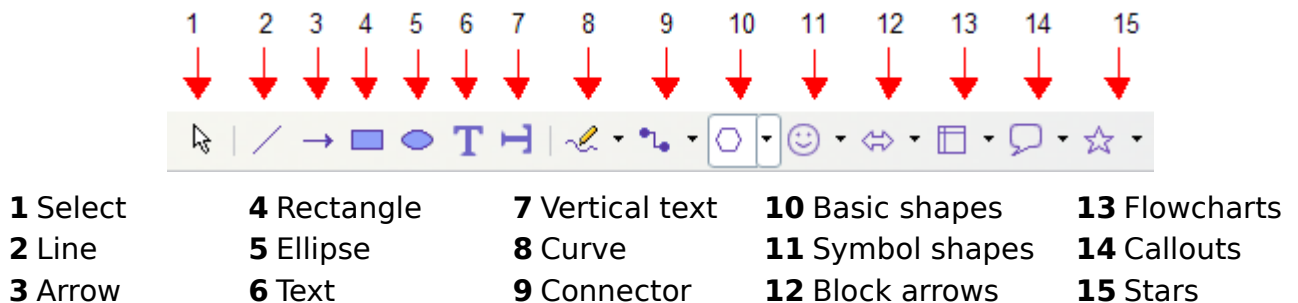 1 2 3 4 5 6 7 8 9 10 11 12 13 14 15
1 Select 4 Rectangle 7 Vertical text 10 Basic shapes 13 Flowcharts
2 Line 5 Ellipse 8 Curve 11 Symbol shapes 14 Callouts
3 Arrow 6 Text 9 Connector 12 Block arrows 15 Stars